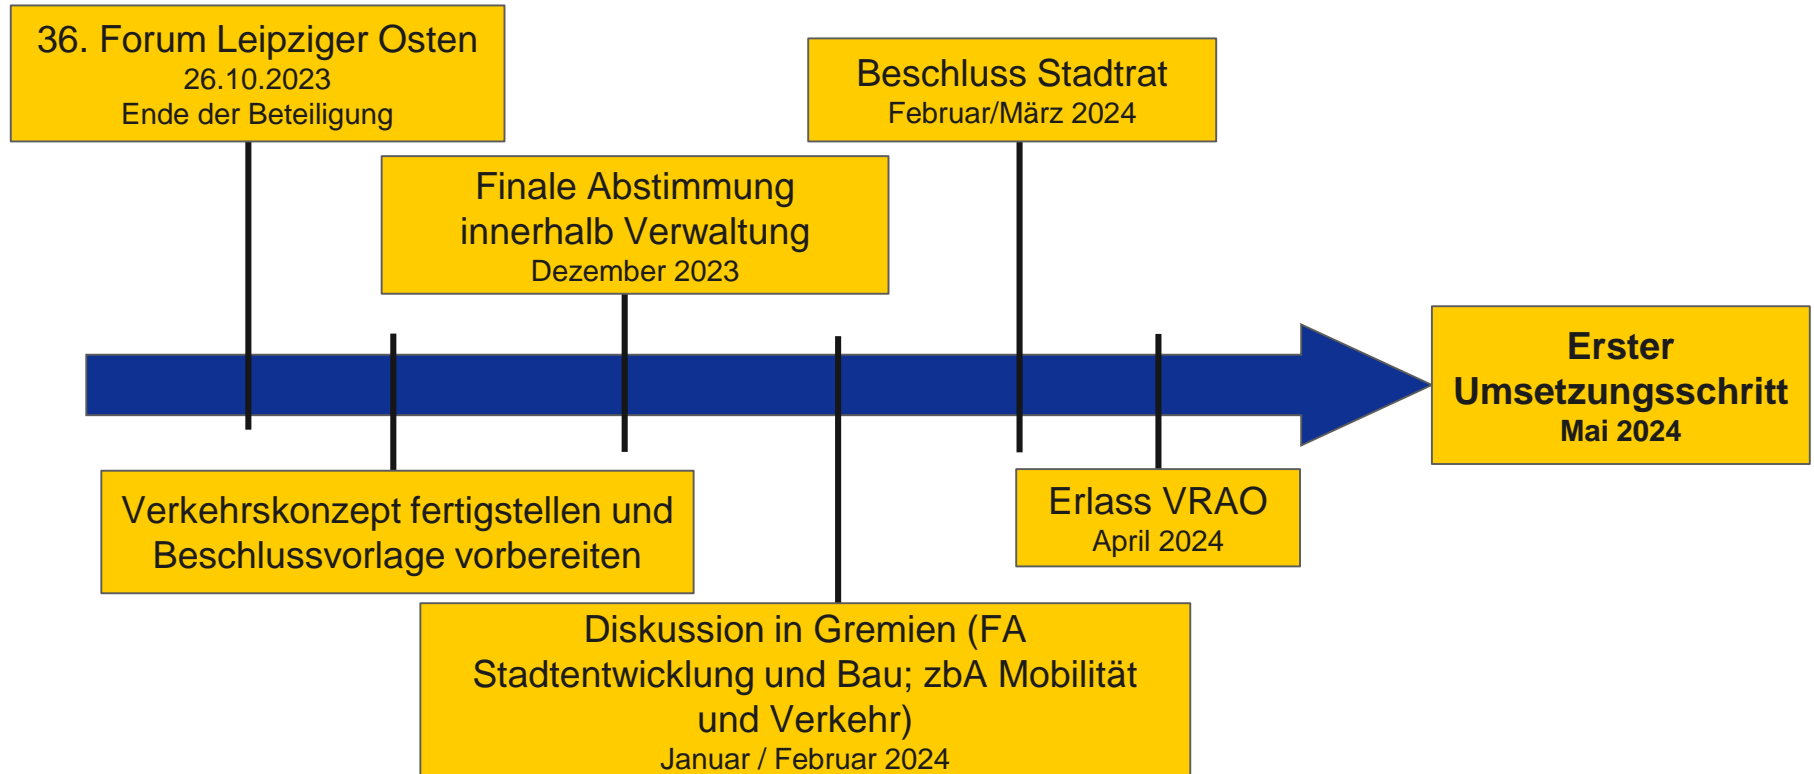 36. Forum Leipziger Osten
26.10.2023
Ende der Beteiligung
Verkehrskonzept fertigstellen und
Beschlussvorlage vorbereiten
Finale Abstimmung
innerhalb Verwaltung
Dezember 2023
Diskussion in Gremien (FA
Stadtentwicklung und Bau; zbA Mobilität
und Verkehr)
Januar / Februar 2024
Beschluss Stadtrat
Februar/März 2024
Erlass VRAO
April 2024
Erster
Umsetzungsschritt
Mai 2024